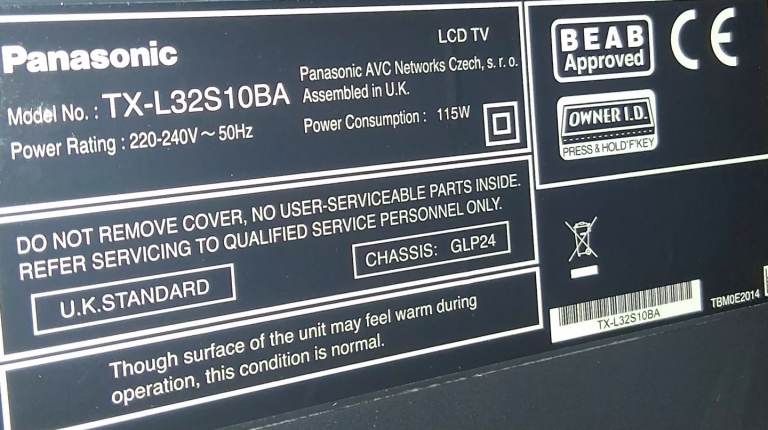 Panasonic
LCD TV
Model No. : TX-L32S10BA
Power Rating : 220-240V ~ 50Hz
Panasonic AVC Networks Czech, s. r. o.
Assembled in U.K.
Power Consumption : 115W
DO NOT REMOVE COVER, NO USER-SERVICEABLE PARTS INSIDE.
REFER SERVICING TO QUALIFIED SERVICE PERSONNEL ONLY.
U.K.STANDARD
CHASSIS: GLP24
Though surface of the unit may feel warm during
operation, this condition is normal.
BEAB
Approved
CE
OWNER I.D.
PRESS & HOLD'F'KEY
TX-L32S10BA
TBM0E2014